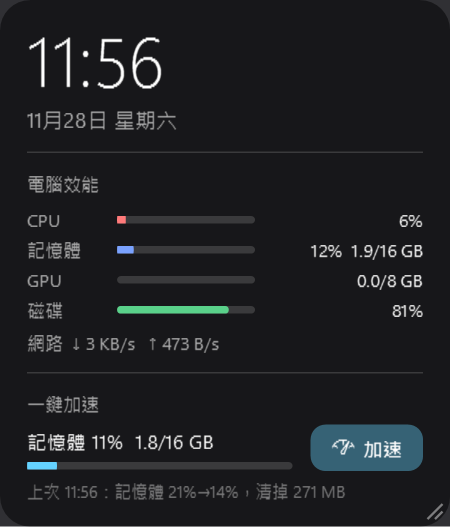 11:56
11月28日 星期六
電腦效能
CPU 6%
記憶體 12% 1.9/16 GB
GPU 0.0/8 GB
磁碟 81%
網路 ↓ 3 KB/s ↑ 473 B/s
一鍵加速
記憶體 11% 1.8/16 GB
加速
上次 11:56：記憶體 21%→14%，清掉 271 MB